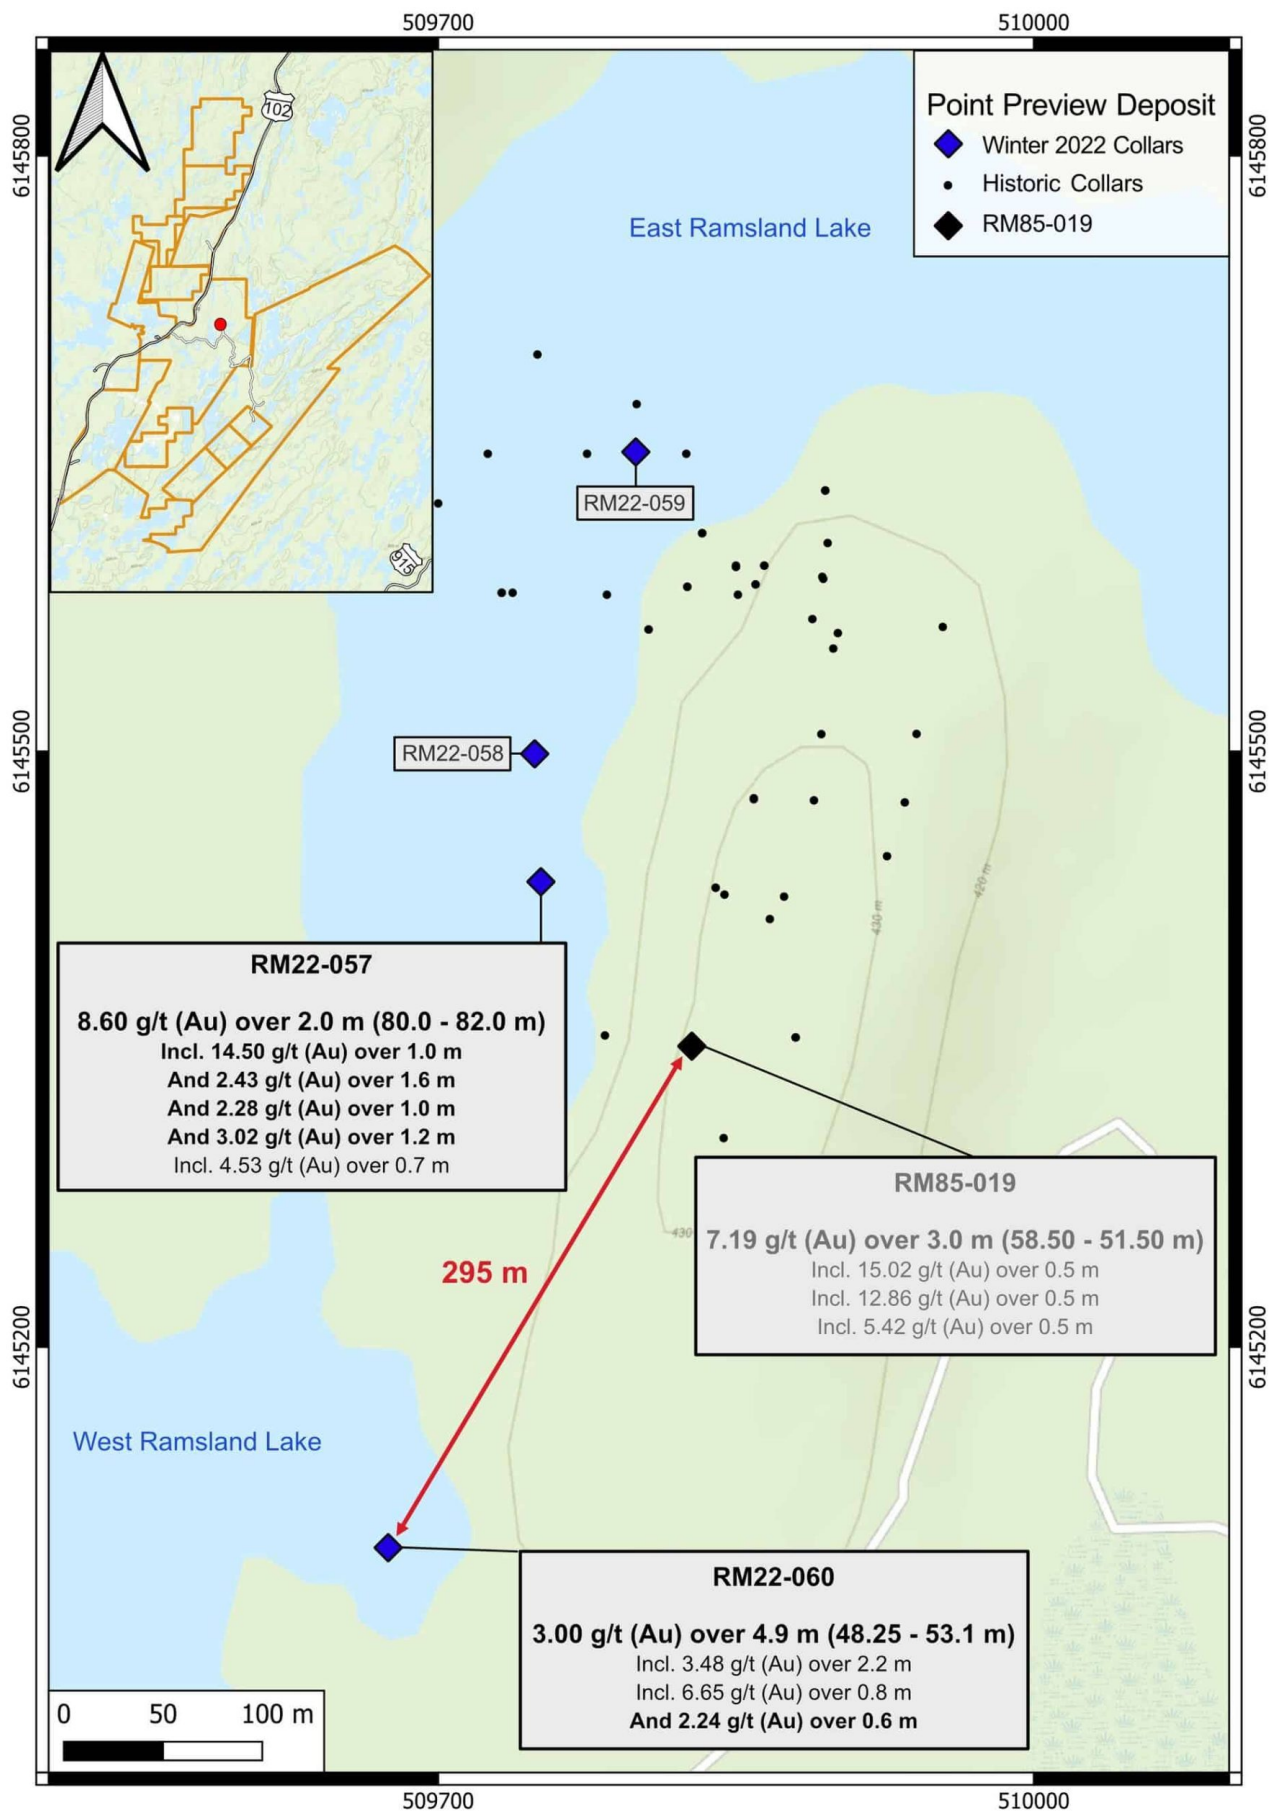 509700
510000
102
915
Point Preview Deposit
Winter 2022 Collars
Historic Collars
RM85-019
6145800
6145800
East Ramsland Lake
RM22-059
6145500
6145500
RM22-058
420 m
430 m
RM22-057
8.60 g/t (Au) over 2.0 m (80.0 - 82.0 m)
Incl. 14.50 g/t (Au) over 1.0 m
And 2.43 g/t (Au) over 1.6 m
And 2.28 g/t (Au) over 1.0 m
And 3.02 g/t (Au) over 1.2 m
Incl. 4.53 g/t (Au) over 0.7 m
RM85-019
7.19 g/t (Au) over 3.0 m (58.50 - 51.50 m)
Incl. 15.02 g/t (Au) over 0.5 m
Incl. 12.86 g/t (Au) over 0.5 m
Incl. 5.42 g/t (Au) over 0.5 m
430
295 m
6145200
6145200
West Ramsland Lake
RM22-060
3.00 g/t (Au) over 4.9 m (48.25 - 53.1 m)
Incl. 3.48 g/t (Au) over 2.2 m
Incl. 6.65 g/t (Au) over 0.8 m
And 2.24 g/t (Au) over 0.6 m
0 50 100 m
509700
510000